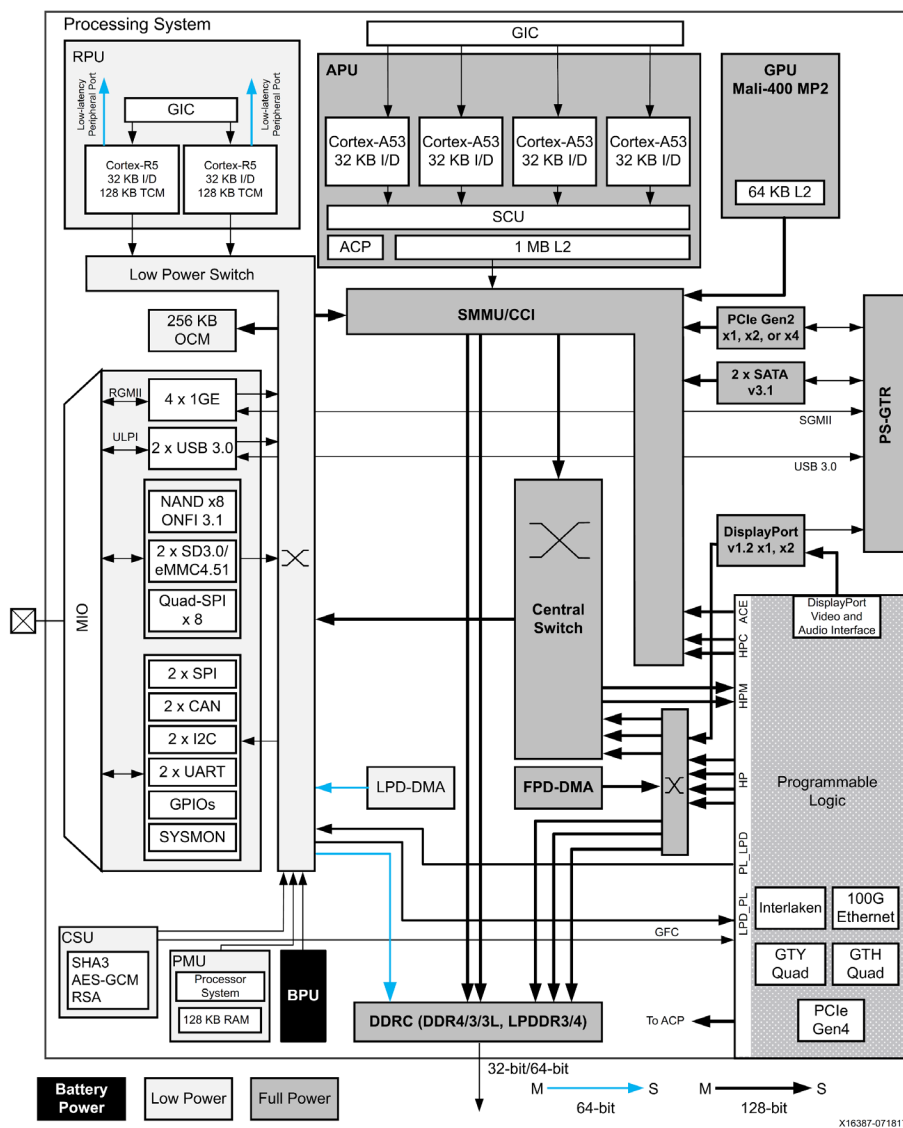 Processing System
RPU
Low-latency
Peripheral Port
Low-latency
Peripheral Port
GIC
Cortex-R5
32 KB I/D
128 KB TCM
Cortex-R5
32 KB I/D
128 KB TCM
GIC
APU
Cortex-A53
32 KB I/D
Cortex-A53
32 KB I/D
Cortex-A53
32 KB I/D
Cortex-A53
32 KB I/D
SCU
ACP
1 MB L2
GPU
Mali-400 MP2
64 KB L2
Low Power Switch
256 KB
OCM
SMMU/CCI
PCIe Gen2
x1, x2, or x4
2 x SATA
v3.1
PS-GTR
SGMII
USB 3.0
RGMII
4 x 1GE
ULPI
2 x USB 3.0
NAND x8
ONFI 3.1
2 x SD3.0/
eMMC4.51
Quad-SPI
x 8
MIO
2 x SPI
2 x CAN
2 x I2C
2 x UART
GPIOs
SYSMON
Central
Switch
DisplayPort
v1.2 x1, x2
DisplayPort
Video and
Audio Interface
ACE
HPC
HPM
HP
PL_LPD
LPD_PL
GFC
Programmable
Logic
LPD-DMA
FPD-DMA
Interlaken
100G
Ethernet
GTY
Quad
GTH
Quad
PCIe
Gen4
CSU
SHA3
AES-GCM
RSA
PMU
Processor
System
128 KB RAM
BPU
DDRC (DDR4/3/3L, LPDDR3/4)
To ACP
32-bit/64-bit
Battery
Power
Low Power
Full Power
M
S
64-bit
M
S
128-bit